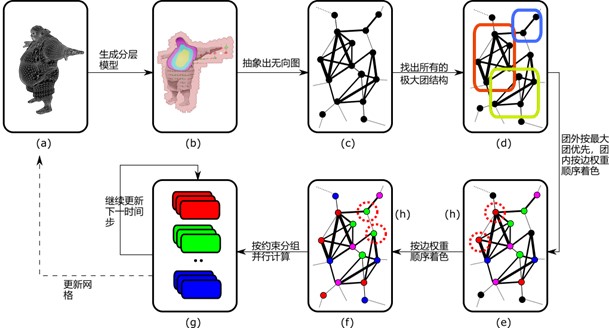 生成分层
模型
抽象出无向图
找出所有的
极大团结构
(a)
(b)
(c)
(d)
团外按最大
团优先，团
内按边权重
顺序着色
继续更新
下一时间
步
(h)
(h)
按约束分组
并行计算
按边权重
顺序着色
更新网
格
(g)
(f)
(e)